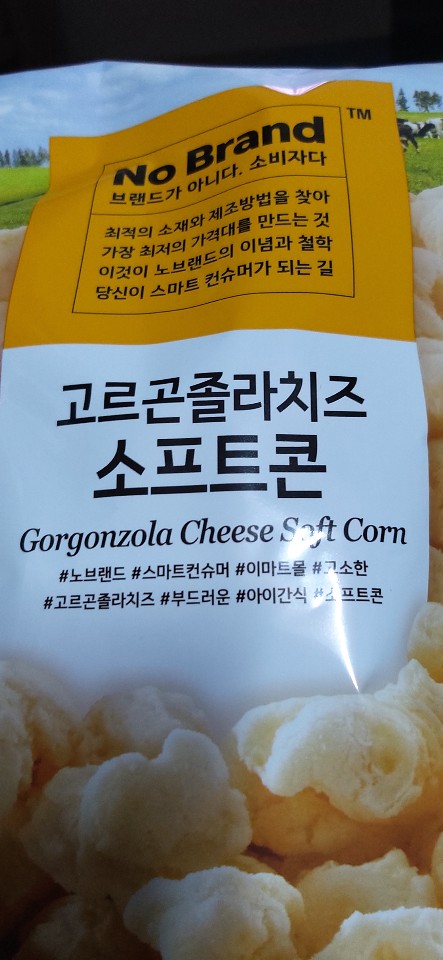 No Brand TM
브랜드가 아니다. 소비자다
최적의 소재와 제조방법을 찾아
가장 최저의 가격대를 만드는 것
이것이 노브랜드의 이념과 철학
당신이 스마트 컨슈머가 되는 길
고르곤졸라치즈
소프트콘
Gorgonzola Cheese Soft Corn
#노브랜드 #스마트컨슈머 #이마트몰 #고소한
#고르곤졸라치즈 #부드러운 #아이간식 #소프트콘